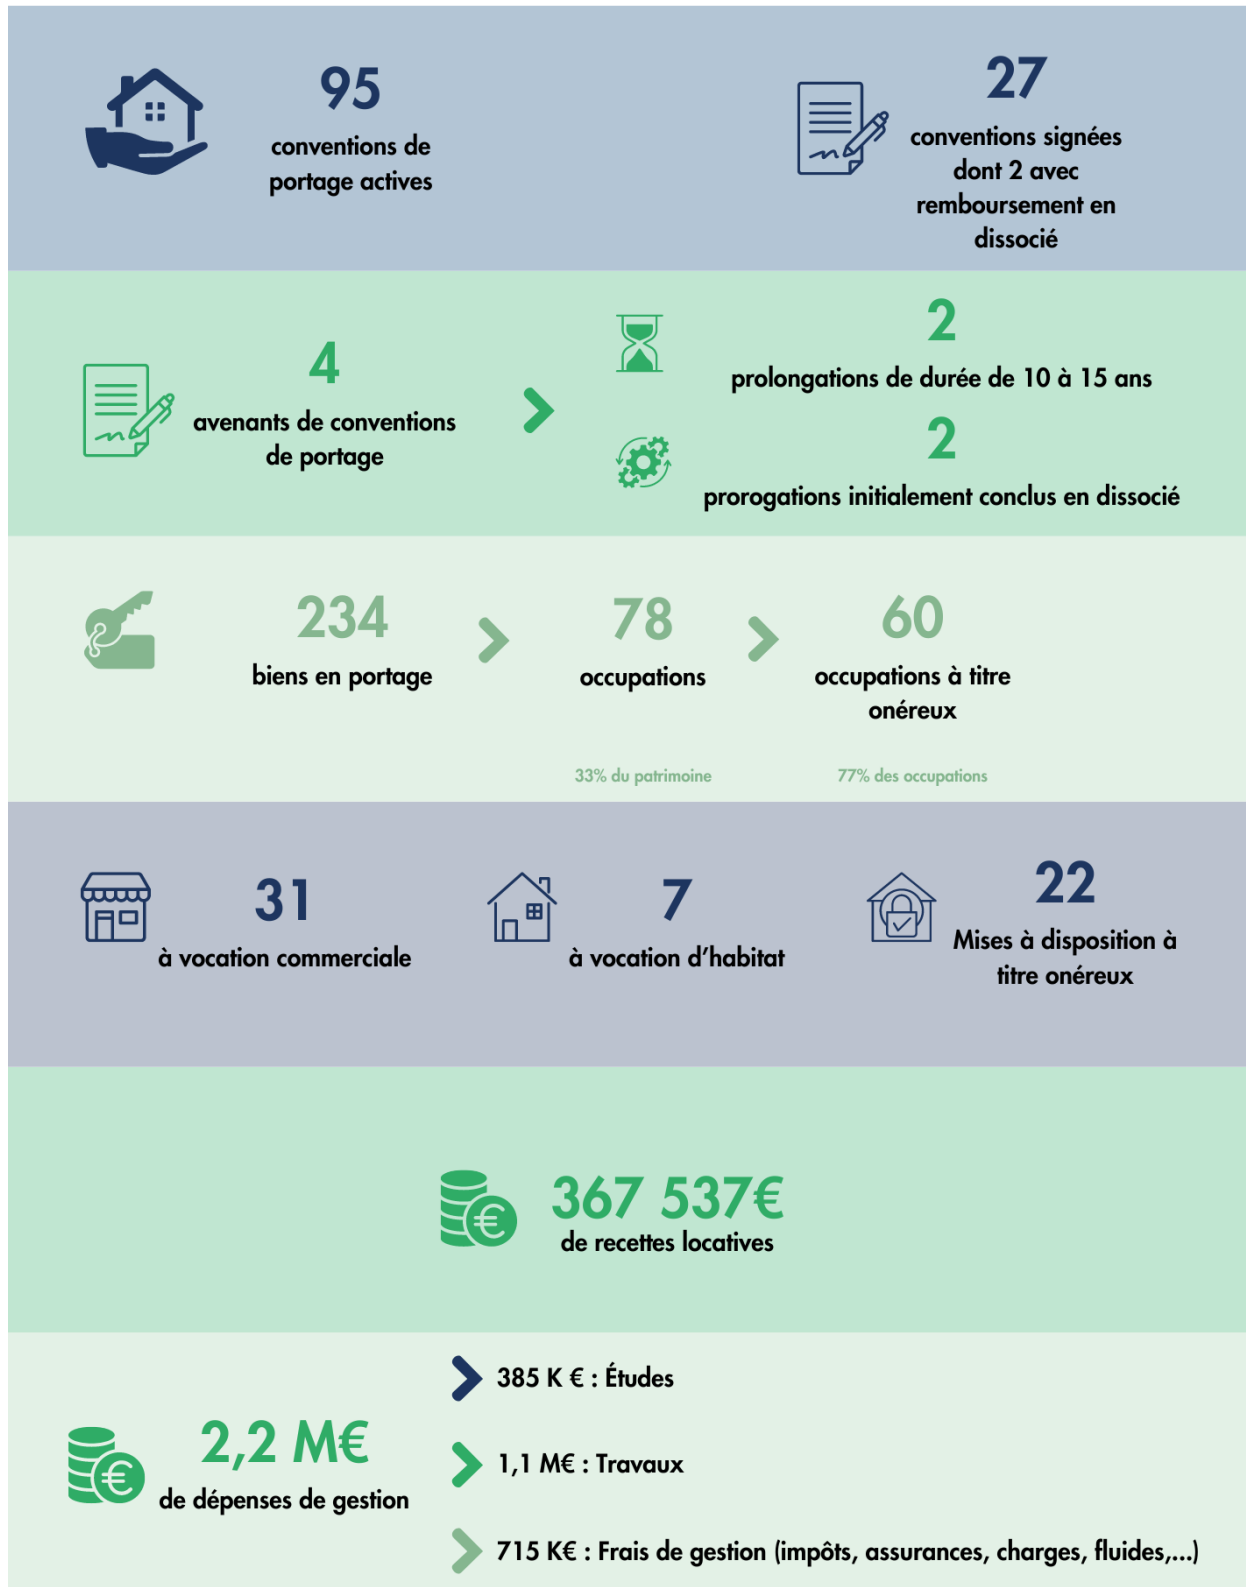 95
conventions de
portage actives
27
conventions signées
dont 2 avec
remboursement en
dissocié
4
avenants de conventions
de portage
2
prolongations de durée de 10 à 15 ans
2
prorogations initialement conclus en dissocié
234
biens en portage
78
occupations
33% du patrimoine
60
occupations à titre
onéreux
77% des occupations
31
à vocation commerciale
7
à vocation d'habitat
22
Mises à disposition à
titre onéreux
367 537€
de recettes locatives
2,2 M€
de dépenses de gestion
385 K € : Études
1,1 M€ : Travaux
715 K€ : Frais de gestion (impôts, assurances, charges, fluides,...)